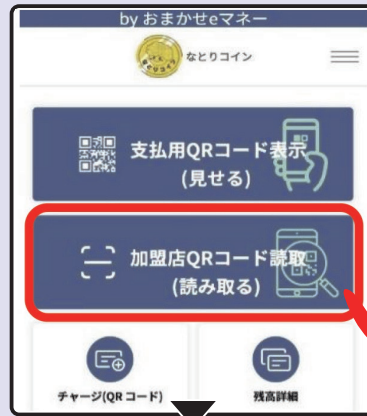 by おまかせeマネー
なとりコイン
支払用QRコード表示
(見せる)
加盟店QRコード読取
(読み取る)
チャージ(QRコード)
残高詳細